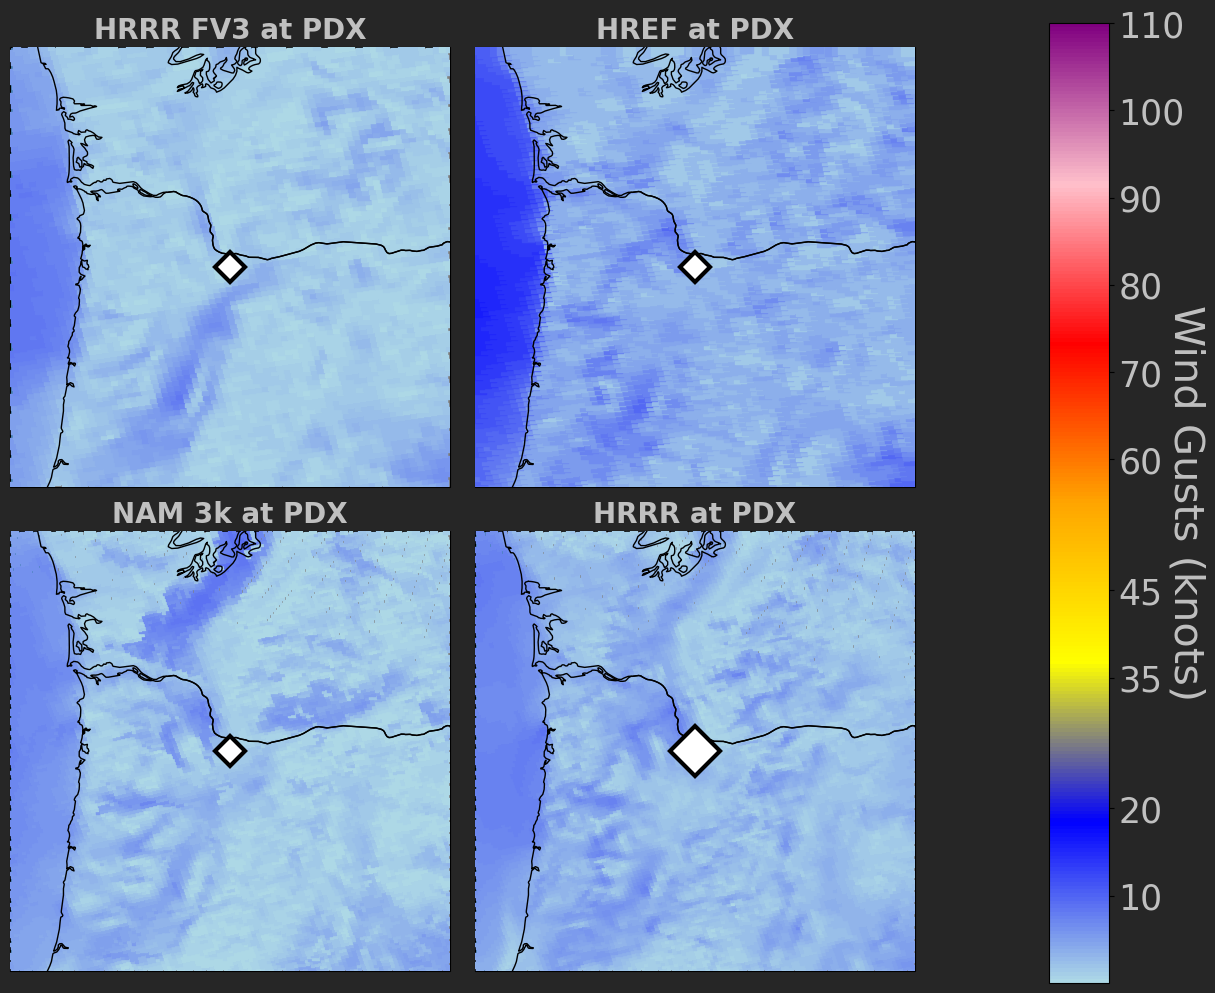 HRRR FV3 at PDX
HREF at PDX
NAM 3k at PDX
HRRR at PDX
110
100
90
80
70
60
45
35
20
10
Wind Gusts (knots)